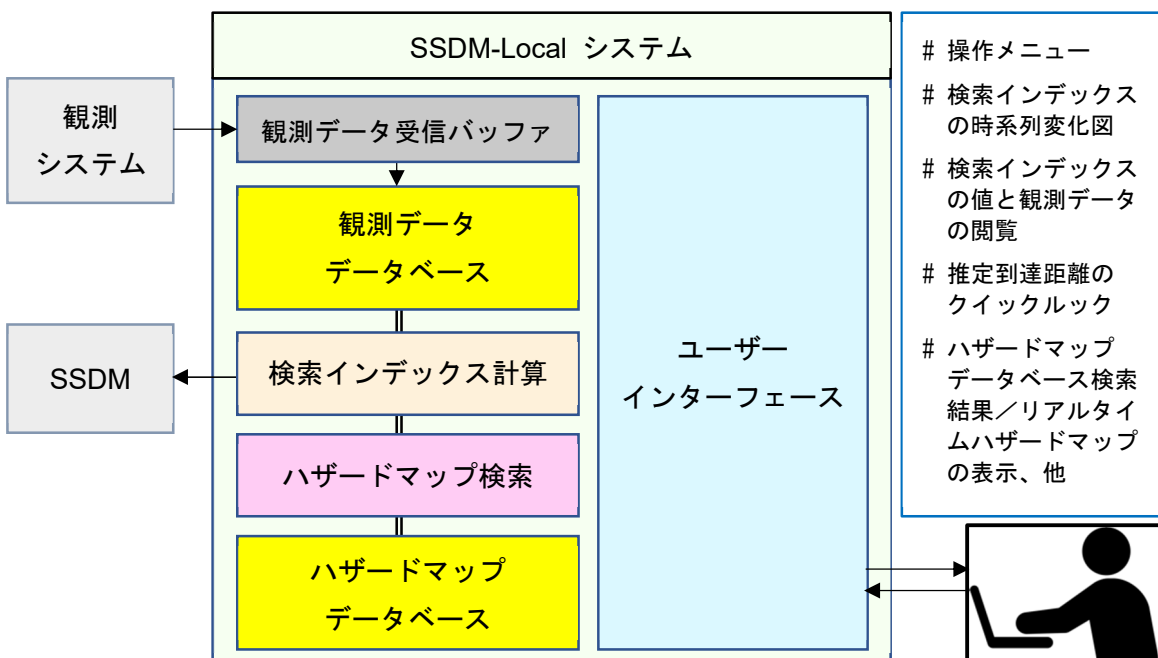 SSDM-Local システム
観測
システム
観測データ受信バッファ
観測データ
データベース
SSDM
検索インデックス計算
ハザードマップ検索
ハザードマップ
データベース
ユーザー
インターフェース
# 操作メニュー
# 検索インデックス
の時系列変化図
# 検索インデックス
の値と観測データ
の閲覧
# 推定到達距離の
クイックルック
# ハザードマップ
データベース検索
結果／リアルタイ
ムハザードマップ
の表示、他